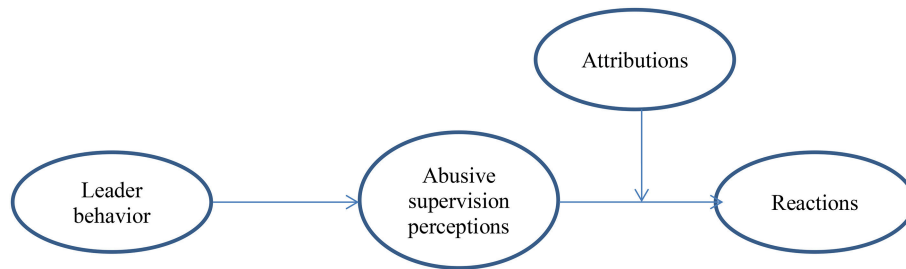 Attributions
Leader
behavior
Abusive
supervision
perceptions
Reactions